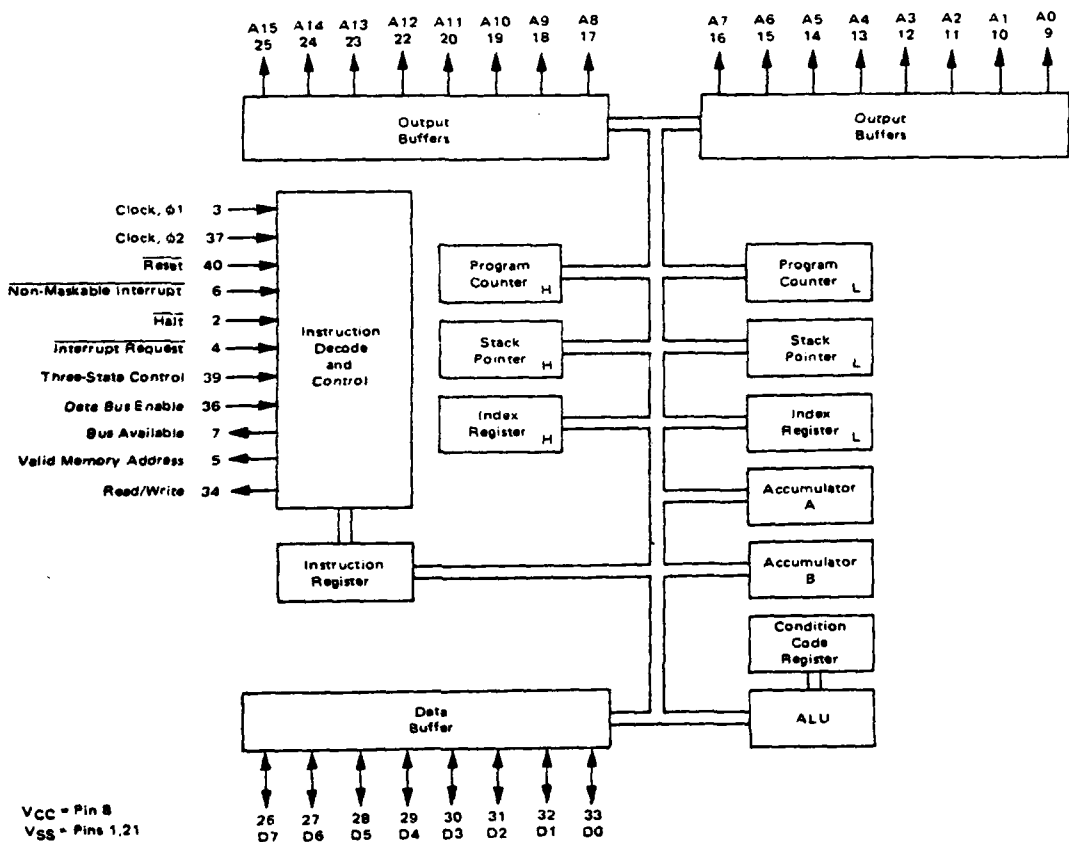 A15 A14 A13 A12 A11 A10 A9 A8 A7 A6 A5 A4 A3 A2 A1 A0
25 24 23 22 20 19 18 17 16 15 14 13 12 11 10 9
Output
Buffers
Output
Buffers
Clock, ϕ1 3
Clock, ϕ2 37
Reset 40
Non-Maskable Interrupt 6
Halt 2
Interrupt Request 4
Three-State Control 39
Data Bus Enable 36
Bus Available 7
Valid Memory Address 5
Read/Write 34
Instruction
Decode
and
Control
Program
Counter H
Program
Counter L
Stack
Pointer H
Stack
Pointer L
Index
Register H
Index
Register L
Accumulator
A
Instruction
Register
Accumulator
B
Condition
Code
Register
ALU
Data
Buffer
26 27 28 29 30 31 32 33
D7 D6 D5 D4 D3 D2 D1 D0
VCC = Pin 8
VSS = Pins 1,21